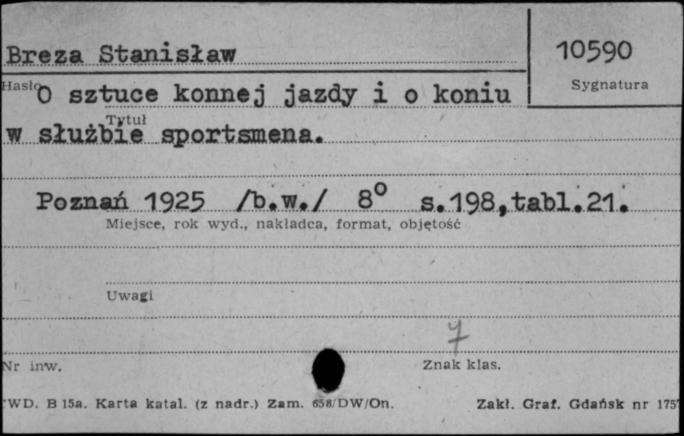 Breza Stanisław
10590
Hasło
Sygnatura
O sztuce konnej jazdy i o koniu
Tytuł
w służbie sportsmena.
Poznań 1925 /b.w./ 8° s.198,tabl.21.
Miejsce, rok wyd., nakładca, format, objętość
Uwagi
7
Nr inw.
Znak klas.
WD. B 15a. Karta katal. (z nadr.) Zam. 658/DW/On.
Zakł. Graf. Gdańsk nr 1757